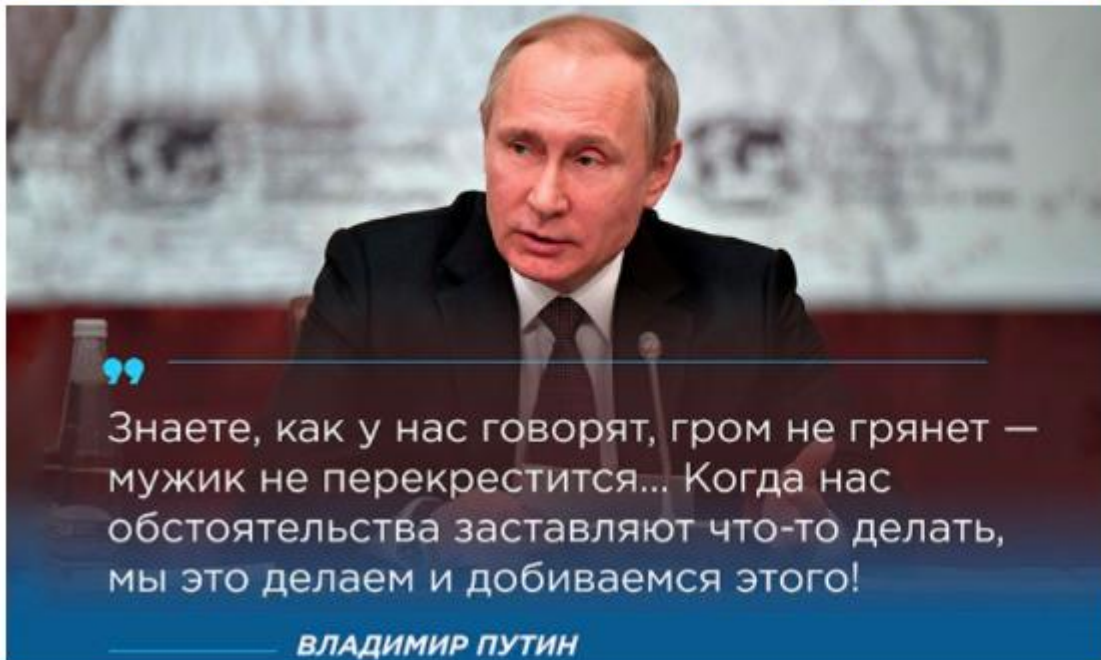 ”
Знаете, как у нас говорят, гром не грянет —
мужик не перекрестится... Когда нас
обстоятельства заставляют что-то делать,
мы это делаем и добиваемся этого!
ВЛАДИМИР ПУТИН